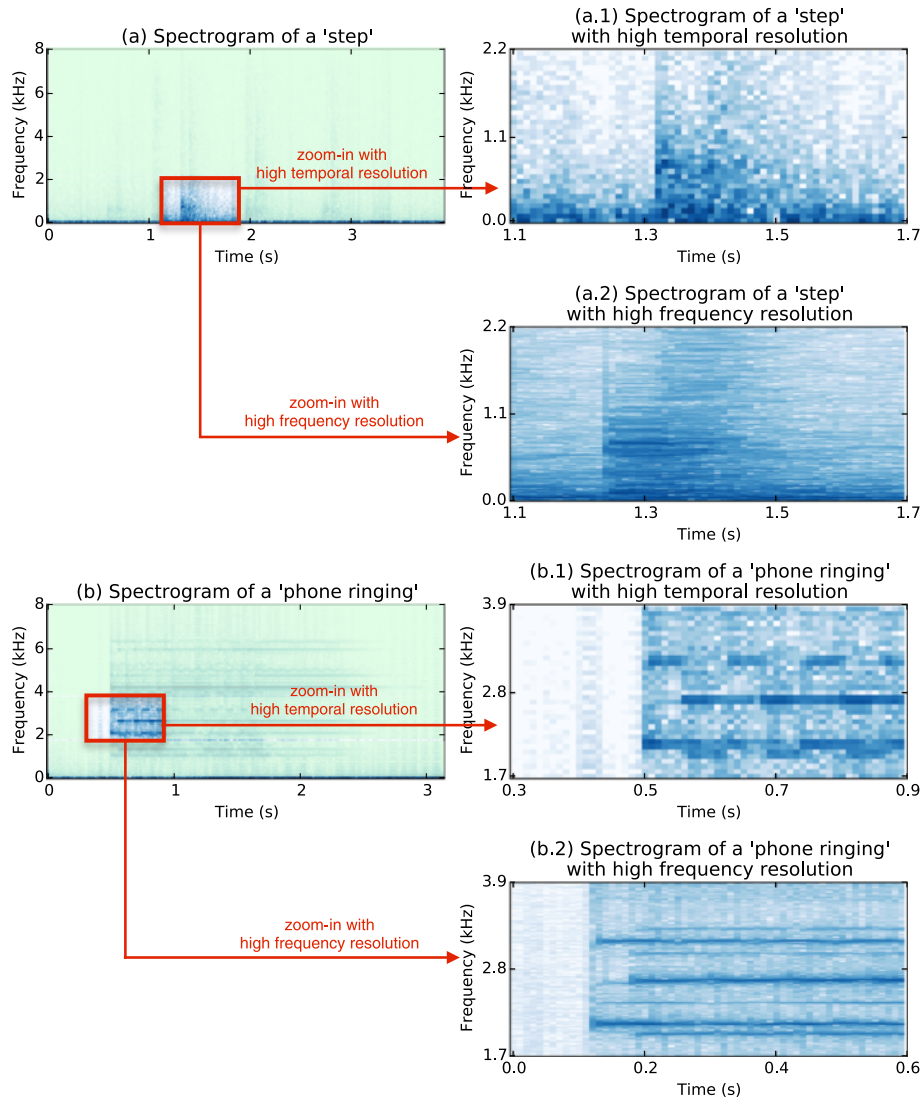 (a) Spectrogram of a 'step'
8
6
4
2
0
Frequency (kHz)
0
1
2
3
Time (s)
zoom-in with
high temporal resolution
zoom-in with
high frequency resolution
(a.1) Spectrogram of a 'step'
with high temporal resolution
2.2
1.1
0.0
Frequency (kHz)
1.1
1.3
1.5
1.7
Time (s)
(a.2) Spectrogram of a 'step'
with high frequency resolution
2.2
1.1
0.0
Frequency (kHz)
1.1
1.3
1.5
1.7
Time (s)
(b) Spectrogram of a 'phone ringing'
8
6
4
2
0
Frequency (kHz)
0
1
2
3
Time (s)
zoom-in with
high temporal resolution
zoom-in with
high frequency resolution
(b.1) Spectrogram of a 'phone ringing'
with high temporal resolution
3.9
2.8
1.7
Frequency (kHz)
0.3
0.5
0.7
0.9
Time (s)
(b.2) Spectrogram of a 'phone ringing'
with high frequency resolution
3.9
2.8
1.7
Frequency (kHz)
0.0
0.2
0.4
0.6
Time (s)